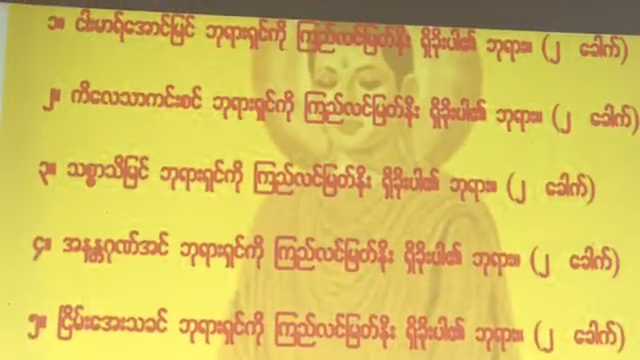 ၁။ ငါးမာရ်အောင်မြင် ဘုရားရှင်ကို ကြည်လင်မြတ်နိုး ရှိခိုးပါ၏ ဘုရား။ (၂ ခေါက်)
၂။ ကိလေသာကင်းစင် ဘုရားရှင်ကို ကြည်လင်မြတ်နိုး ရှိခိုးပါ၏ ဘုရား။ (၂ ခေါက်)
၃။ သစ္စာသိမြင် ဘုရားရှင်ကို ကြည်လင်မြတ်နိုး ရှိခိုးပါ၏ ဘုရား။ (၂ ခေါက်)
၄။ အနန္တဂုဏ်အင် ဘုရားရှင်ကို ကြည်လင်မြတ်နိုး ရှိခိုးပါ၏ ဘုရား။ (၂ ခေါက်)
၅။ ငြိမ်းအေးသခင် ဘုရားရှင်ကို ကြည်လင်မြတ်နိုး ရှိခိုးပါ၏ ဘုရား။ (၂ ခေါက်)